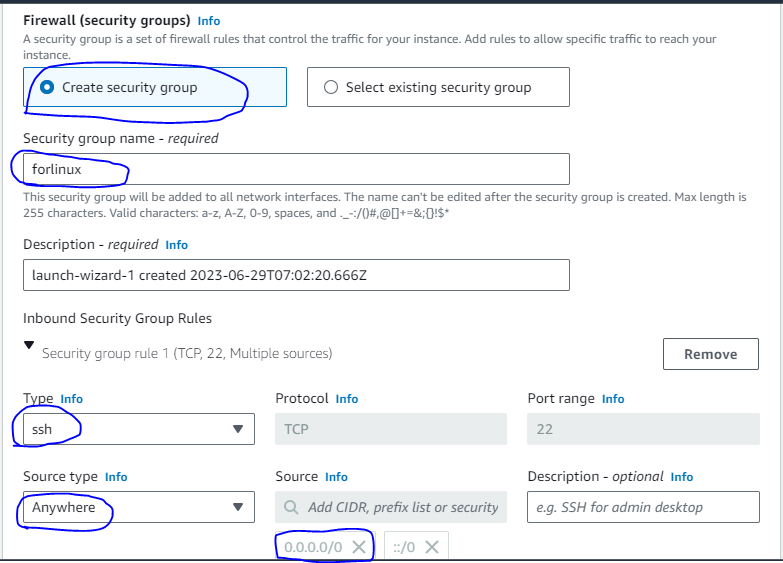 Firewall (security groups) Info
A security group is a set of firewall rules that control the traffic for your instance. Add rules to allow specific traffic to reach your
instance.
Create security group
Select existing security group
Security group name - required
forlinux
This security group will be added to all network interfaces. The name can't be edited after the security group is created. Max length is
255 characters. Valid characters: a-z, A-Z, 0-9, spaces, and ._-:/()#,@[]+=&;{}!$*
Description - required Info
launch-wizard-1 created 2023-06-29T07:02:20.666Z
Inbound Security Group Rules
Security group rule 1 (TCP, 22, Multiple sources)
Remove
Type Info
Protocol Info
Port range Info
ssh
TCP
22
Source type Info
Source Info
Description - optional Info
Anywhere
Add CIDR, prefix list or security
e.g. SSH for admin desktop
0.0.0.0/0
::/0